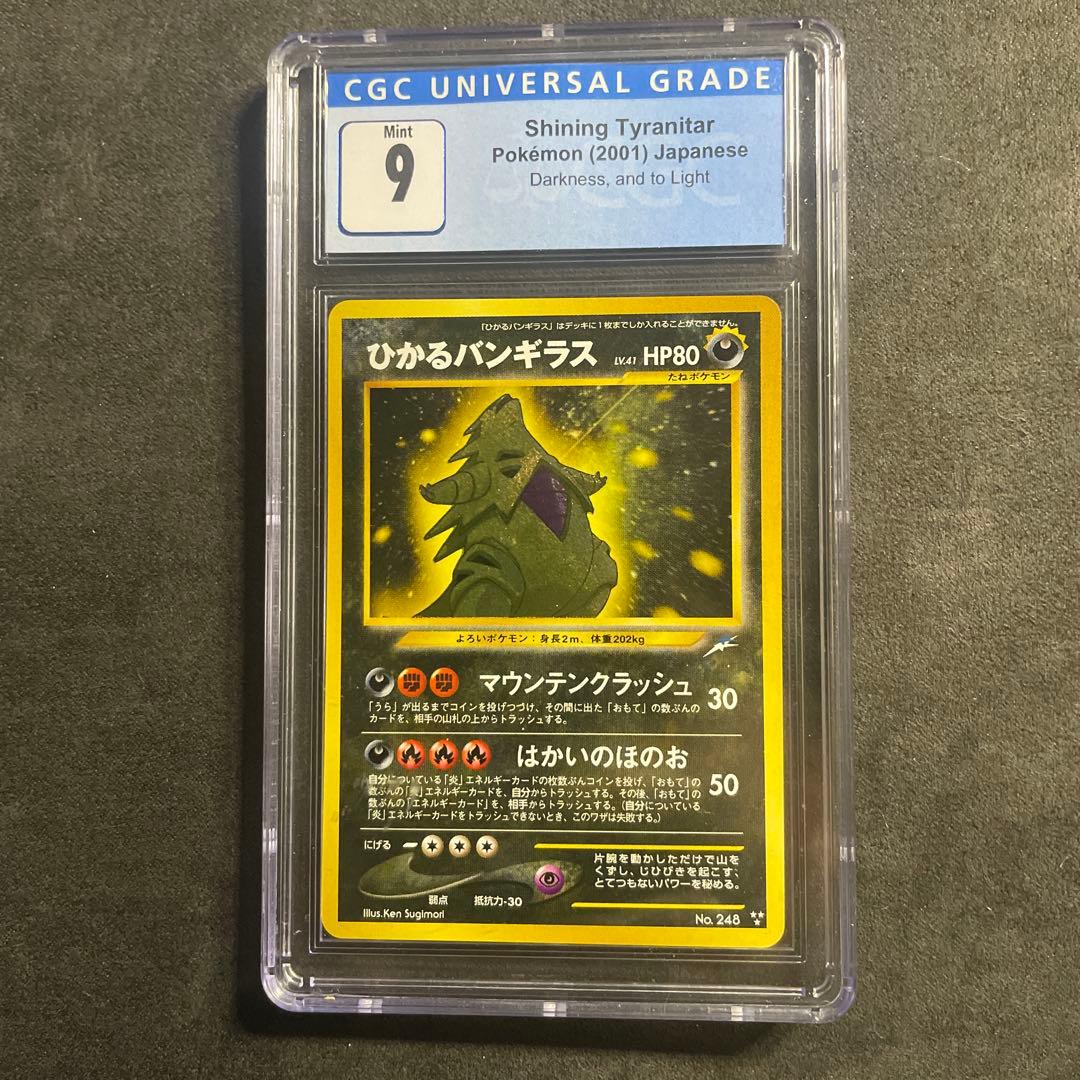 CGC UNIVERSAL GRADE
Mint
9
Shining Tyranitar
Pokémon (2001) Japanese
Darkness, and to Light
「ひかるバンギラス」はデッキに1枚までしか入れることができません。
ひかるバンギラス LV.41 HP80
たねポケモン
よろいポケモン：身長2m、体重202kg
マウンテンクラッシュ 30
「うら」が出るまでコインを投げつづけ、その間に出た「おもて」の数ぶんの
カードを、相手の山札の上からトラッシュする。
はかいのほのお 50
自分についている「炎」エネルギーカードの枚数ぶんコインを投げ、「おもて」の
数ぶんの「炎」エネルギーカードを、自分からトラッシュする。その後、「おもて」の
数ぶんの「エネルギーカード」を、相手からトラッシュする。（自分についている
「炎」エネルギーカードをトラッシュできないとき、このワザは失敗する。）
にげる
弱点 抵抗力-30
片腕を動かしただけで山を
くずし、じひびきを起こす、
とてつもないパワーを秘める。
Illus.Ken Sugimori
No. 248